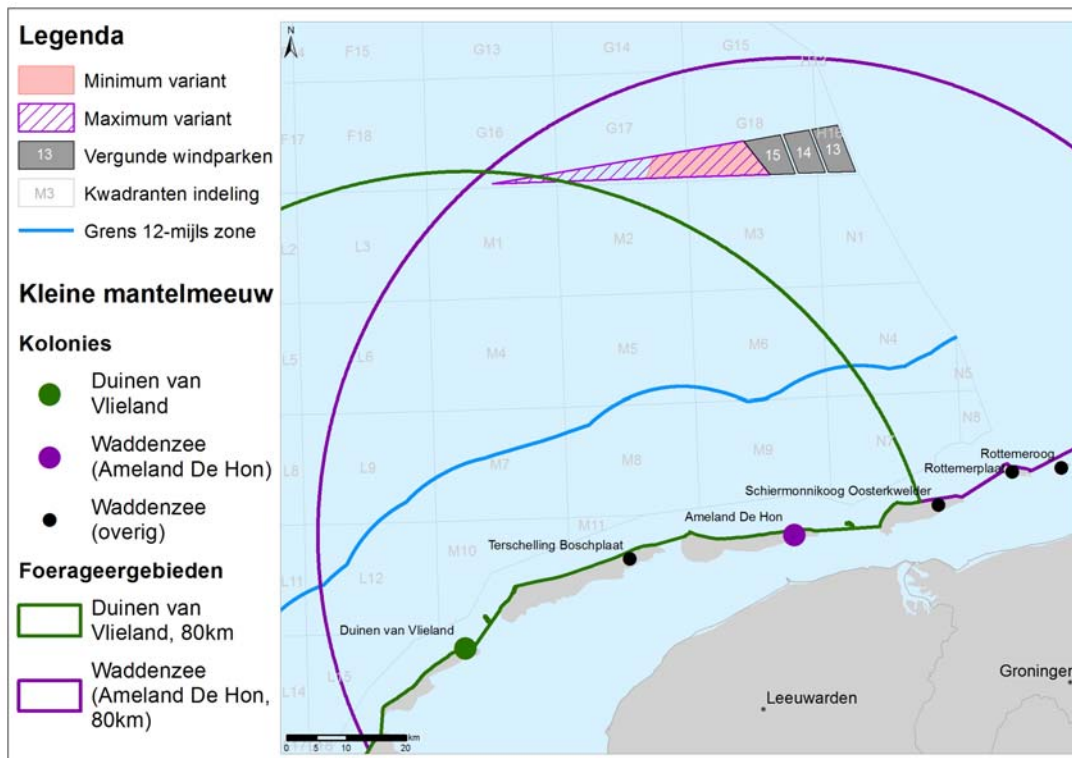 Legenda
Minimum variant
Maximum variant
13
Vergunde windparken
M3
Kwadranten indeling
Grens 12-mijls zone
Kleine mantelmeeuw
Kolonies
Duinen van
Vlieland
Waddenzee
(Ameland De Hon)
Waddenzee
(overig)
Foerageergebieden
Duinen van
Vlieland, 80km
Waddenzee
(Ameland De Hon,
80km)
N
F15
G13
G14
G15
F17
F18
G16
G17
G18
H16
15
14
13
L2
L3
M1
M2
M3
N1
L5
L6
M4
M5
M6
N4
N5
L8
L9
M7
M8
M9
N7
N8
Rottemeroog
Rottemerplaat
Schiermonnikoog Oosterkwelder
Ameland De Hon
M11
M10
Terschelling Boschplaat
L11
L12
Duinen van Vlieland
L14
L15
Groningen
Leeuwarden
0 5 10 20 km